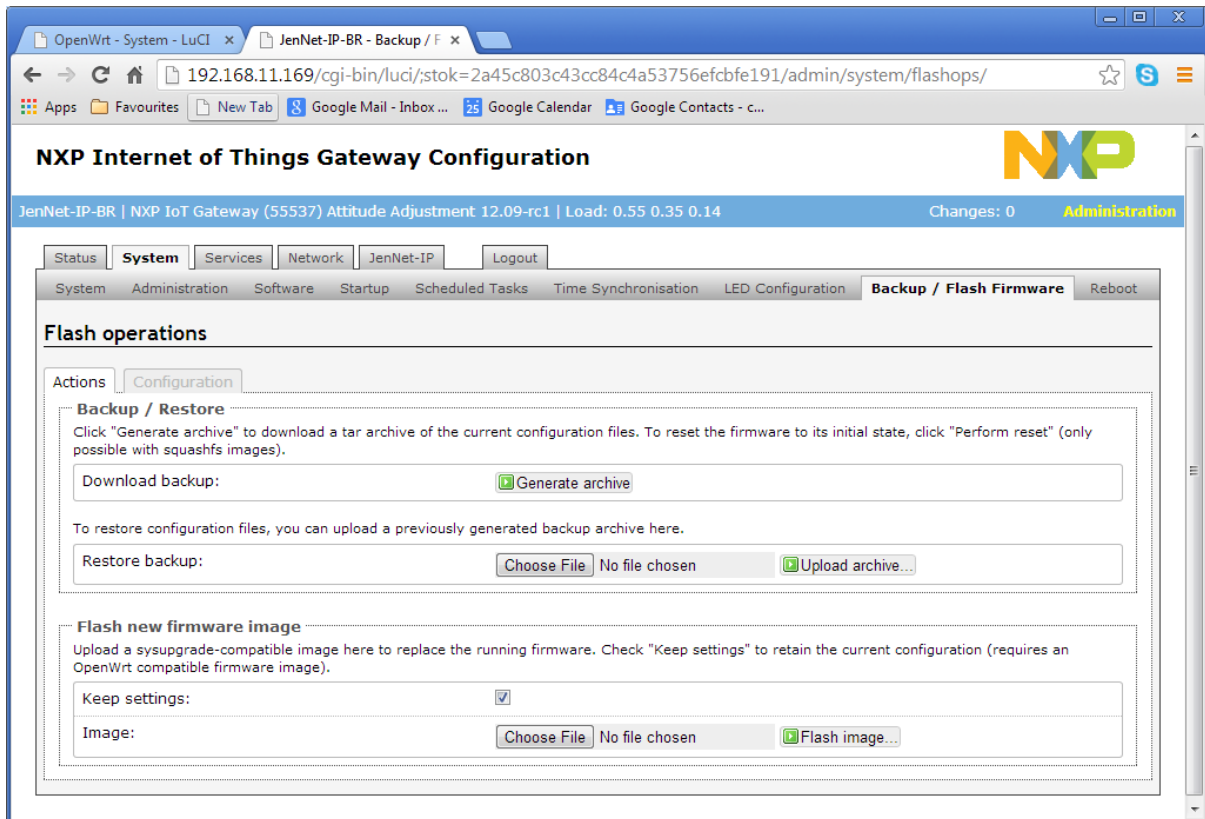 OpenWrt - System - LuCI x
JenNet-IP-BR - Backup / F x
192.168.11.169/cgi-bin/luci/;stok=2a45c803c43cc84c4a53756efcbfe191/admin/system/flashops/
Apps Favourites New Tab Google Mail - Inbox ... 25 Google Calendar Google Contacts - c...
NXP Internet of Things Gateway Configuration
NXP
JenNet-IP-BR | NXP IoT Gateway (55537) Attitude Adjustment 12.09-rc1 | Load: 0.55 0.35 0.14 Changes: 0 Administration
Status System Services Network JenNet-IP Logout
System Administration Software Startup Scheduled Tasks Time Synchronisation LED Configuration Backup / Flash Firmware Reboot
Flash operations
Actions Configuration
Backup / Restore
Click "Generate archive" to download a tar archive of the current configuration files. To reset the firmware to its initial state, click "Perform reset" (only
possible with squashfs images).
Download backup: Generate archive
To restore configuration files, you can upload a previously generated backup archive here.
Restore backup: Choose File No file chosen Upload archive...
Flash new firmware image
Upload a sysupgrade-compatible image here to replace the running firmware. Check "Keep settings" to retain the current configuration (requires an
OpenWrt compatible firmware image).
Keep settings:
Image: Choose File No file chosen Flash image...